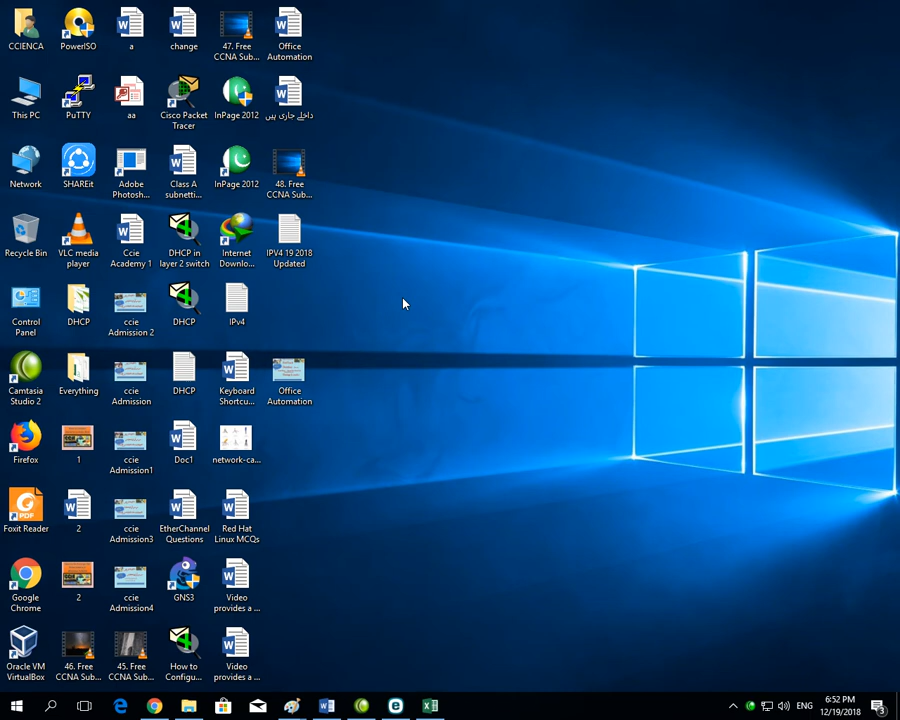 CCIENCA
PowerISO
a
change
47. Free
CCNA Sub...
Office
Automation
This PC
PuTTY
aa
Cisco Packet
Tracer
InPage 2012
داخلے جاری ہیں
Network
SHAREit
Adobe
Photosh...
Class A
subnetti...
InPage 2012
48. Free
CCNA Sub...
Recycle Bin
VLC media
player
Ccie
Academy 1
DHCP in
layer 2 switch
Internet
Downlo...
IPV4 19 2018
Updated
Control
Panel
DHCP
ccie
Admission 2
DHCP
IPv4
Camtasia
Studio 2
Everything
ccie
Admission
DHCP
Keyboard
Shortcu...
Office
Automation
Firefox
1
ccie
Admission1
Doc1
network-ca...
Foxit Reader
2
ccie
Admission3
EtherChannel
Questions
Red Hat
Linux MCQs
Google
Chrome
2
ccie
Admission4
GNS3
Video
provides a ...
Oracle VM
VirtualBox
46. Free
CCNA Sub...
45. Free
CCNA Sub...
How to
Configu...
Video
provides a ...
ENG
6:52 PM
12/19/2018
3